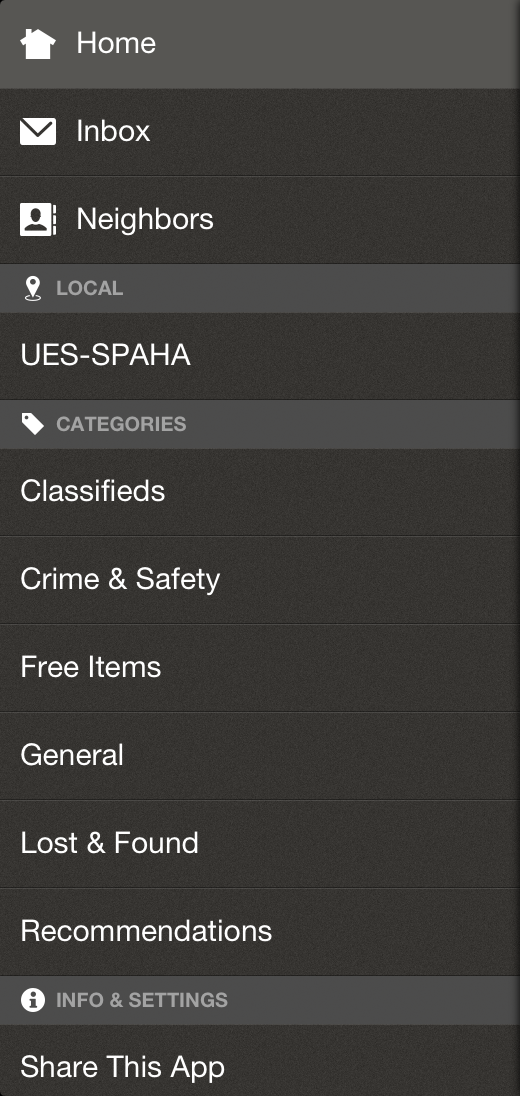 Home
Inbox
Neighbors
LOCAL
UES-SPAHA
CATEGORIES
Classifieds
Crime & Safety
Free Items
General
Lost & Found
Recommendations
INFO & SETTINGS
Share This App